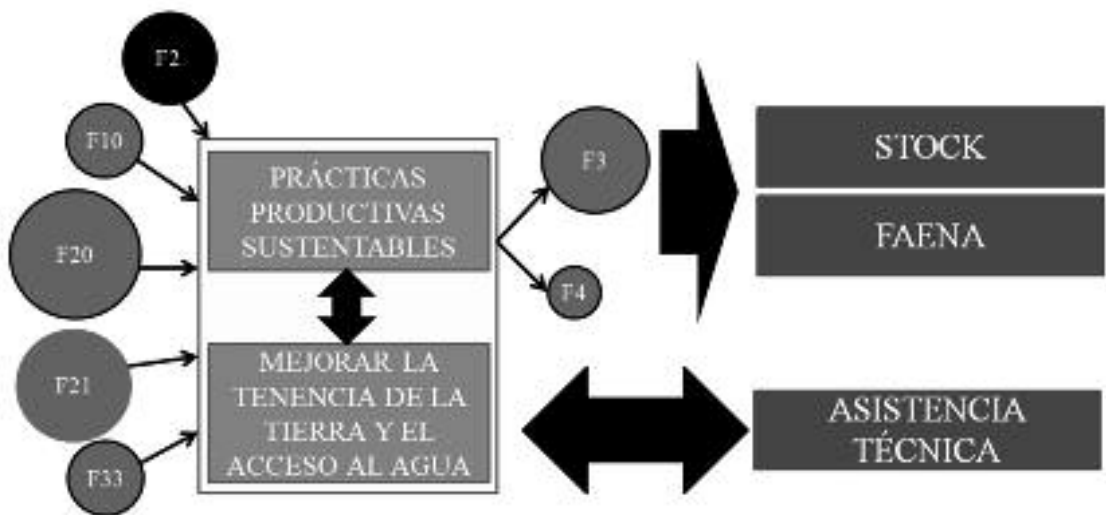 F2
F10
F20
F21
F33
PRÁCTICAS
PRODUCTIVAS
SUSTENTABLES
MEJORAR LA
TENENCIA DE LA
TIERRA Y EL
ACCESO AL AGUA
F3
F4
STOCK
FAENA
ASISTENCIA
TÉCNICA